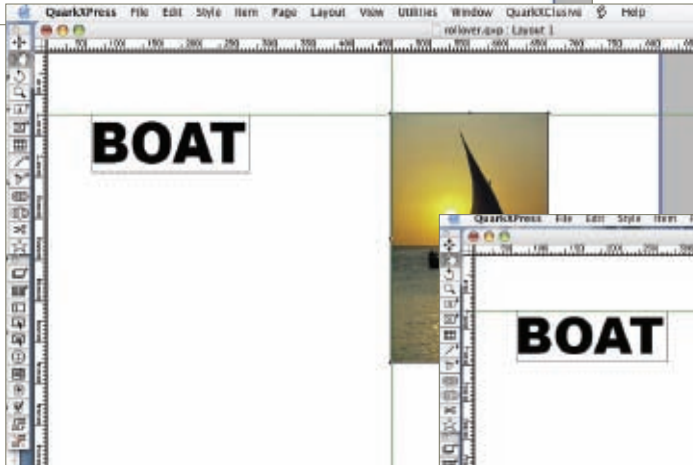 QuarkXPress File Edit Style Item Page Layout View Utilities Window QuarkXClusive Help
rollover.qxp : Layout 1
BOAT
QuarkXPress File Edit Style Item
BOAT